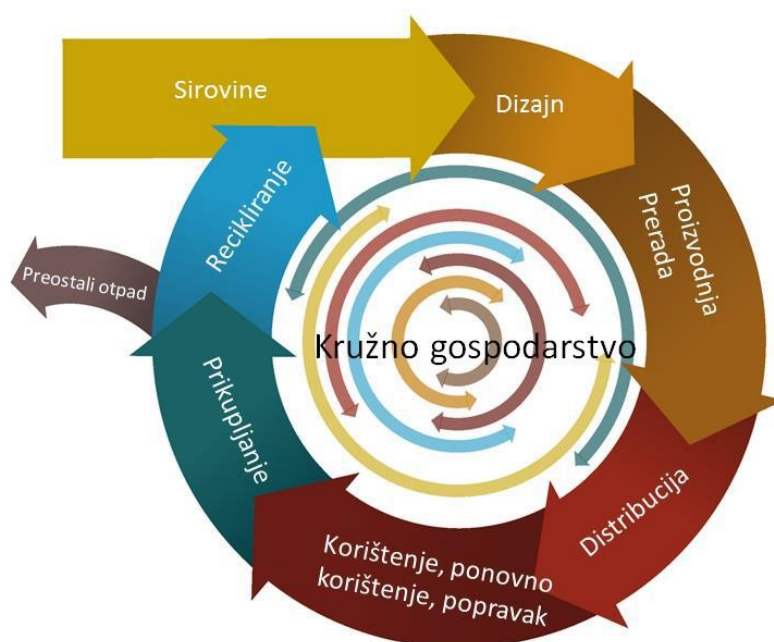 Sirovine
Dizajn
Proizvodnja
Prerada
Distribucija
Korištenje, ponovno
korištenje, popravak
Prikupljanje
Recikliranje
Preostali otpad
Kružno gospodarstvo